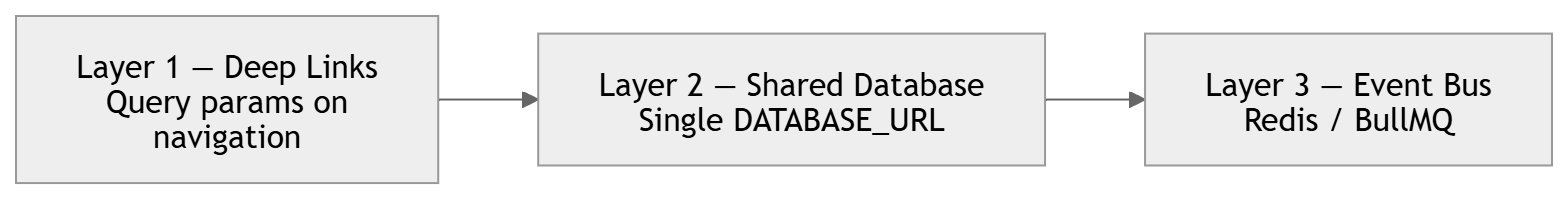 Layer 1 — Deep Links
Query params on
navigation
Layer 2 — Shared Database
Single DATABASE_URL
Layer 3 — Event Bus
Redis / BullMQ